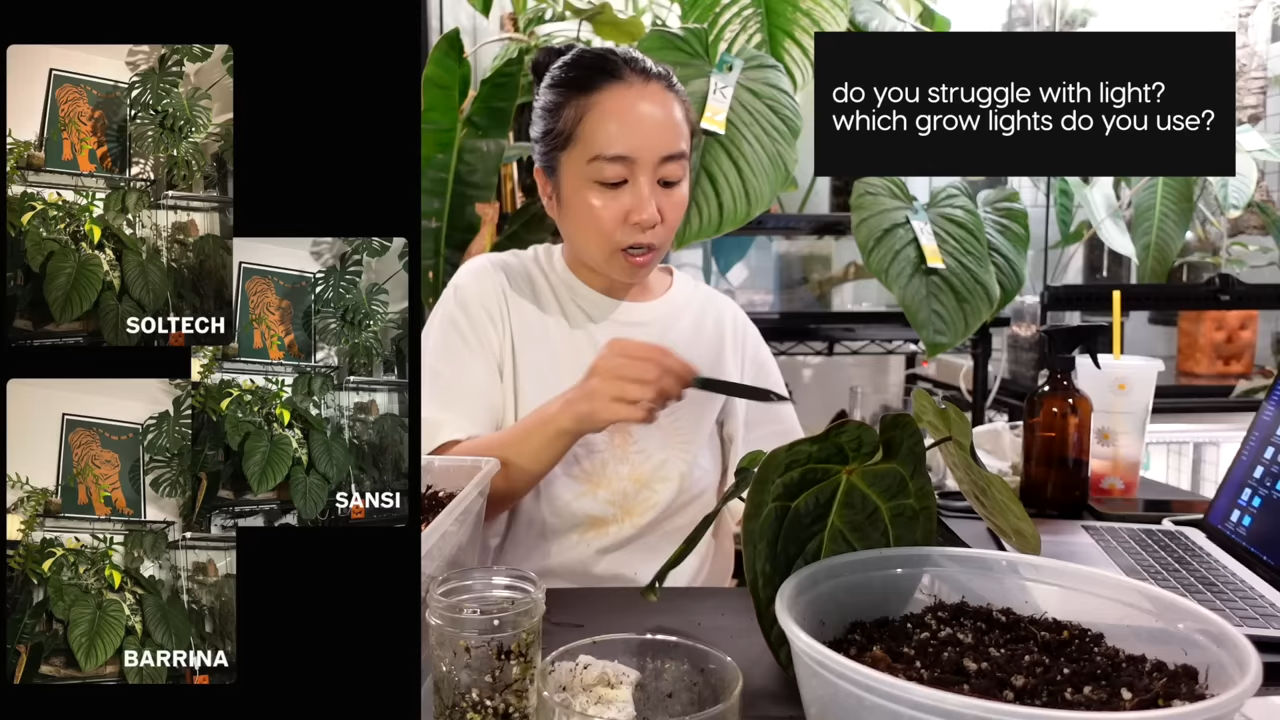 do you struggle with light?
which grow lights do you use?
SOLTECH
SANSI
BARRINA